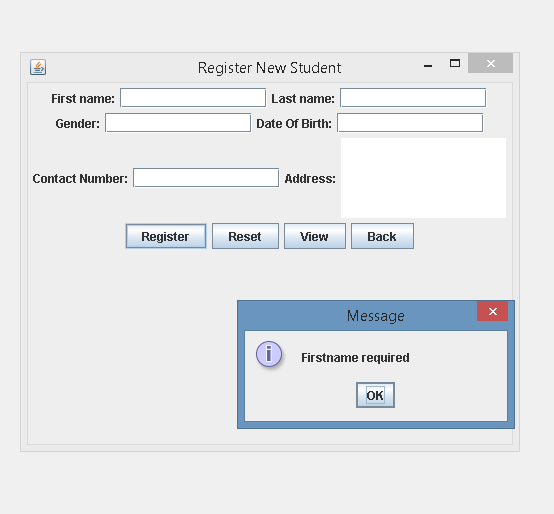 Register New Student
First name: Last name:
Gender: Date Of Birth:
Contact Number: Address:
Register Reset View Back
Message
Firstname required
OK